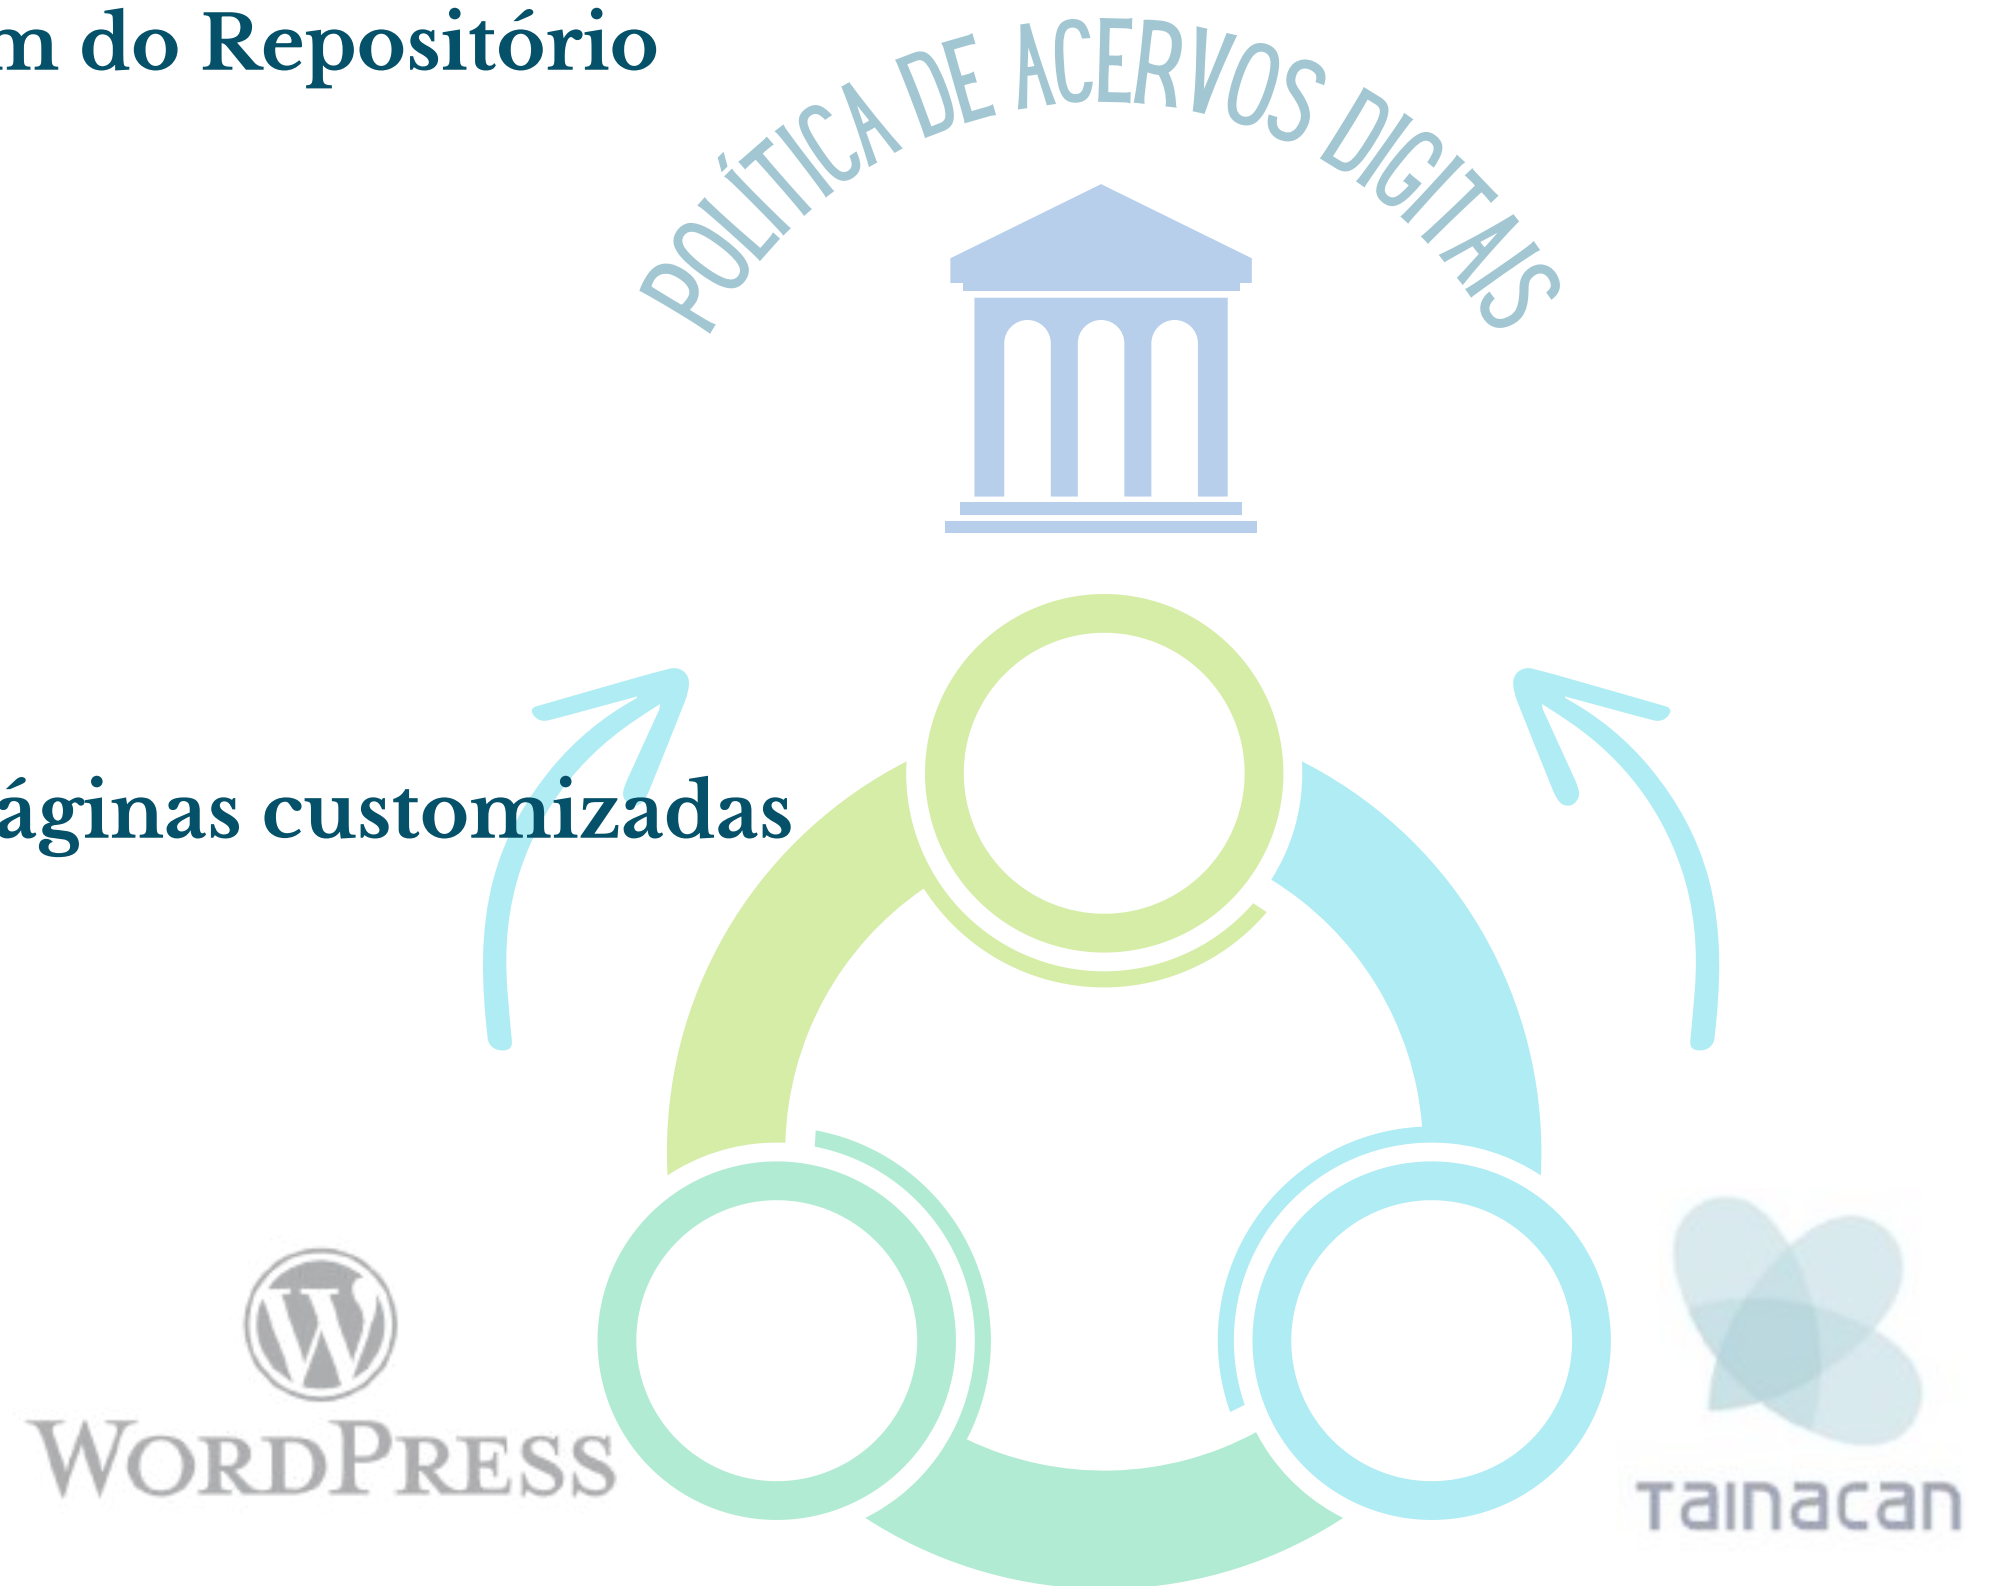 m do Repositório
POLÍTICA DE ACERVOS DIGITAIS
áginas customizadas
WORDPRESS
Tainacan